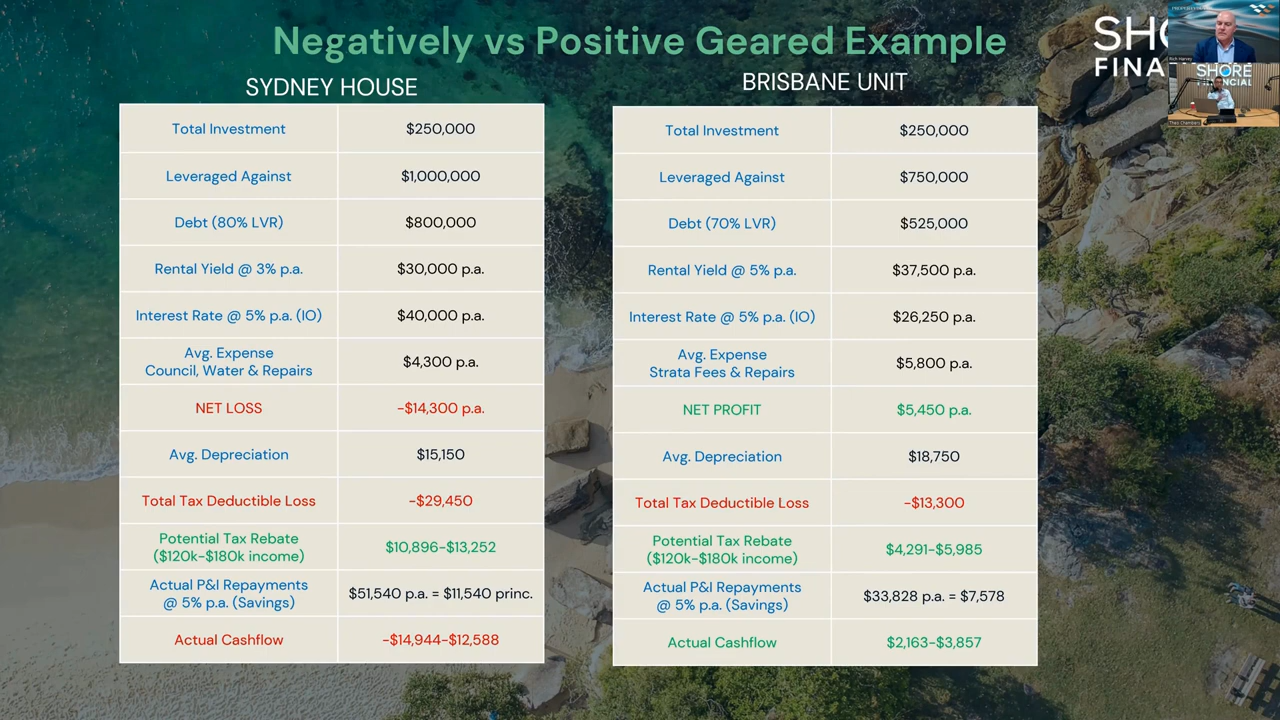 Negatively vs Positive Geared Example
SYDNEY HOUSE
Total Investment $250,000
Leveraged Against $1,000,000
Debt (80% LVR) $800,000
Rental Yield @ 3% p.a. $30,000 p.a.
Interest Rate @ 5% p.a. (IO) $40,000 p.a.
Avg. Expense
Council, Water & Repairs $4,300 p.a.
NET LOSS -$14,300 p.a.
Avg. Depreciation $15,150
Total Tax Deductible Loss -$29,450
Potential Tax Rebate
($120k-$180k income) $10,896-$13,252
Actual P&I Repayments
@ 5% p.a. (Savings) $51,540 p.a. = $11,540 princ.
Actual Cashflow -$14,944-$12,588
BRISBANE UNIT
Total Investment $250,000
Leveraged Against $750,000
Debt (70% LVR) $525,000
Rental Yield @ 5% p.a. $37,500 p.a.
Interest Rate @ 5% p.a. (IO) $26,250 p.a.
Avg. Expense
Strata Fees & Repairs $5,800 p.a.
NET PROFIT $5,450 p.a.
Avg. Depreciation $18,750
Total Tax Deductible Loss -$13,300
Potential Tax Rebate
($120k-$180k income) $4,291-$5,985
Actual P&I Repayments
@ 5% p.a. (Savings) $33,828 p.a. = $7,578
Actual Cashflow $2,163-$3,857
SHO
FINA
Rich Harvey
SHORE
FINANCIAL
Theo Chambers